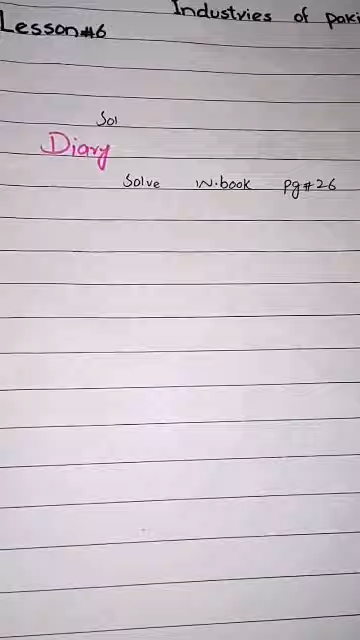 Industries of paki
Lesson#6
Sol
Diary
Solve W.book pg#26